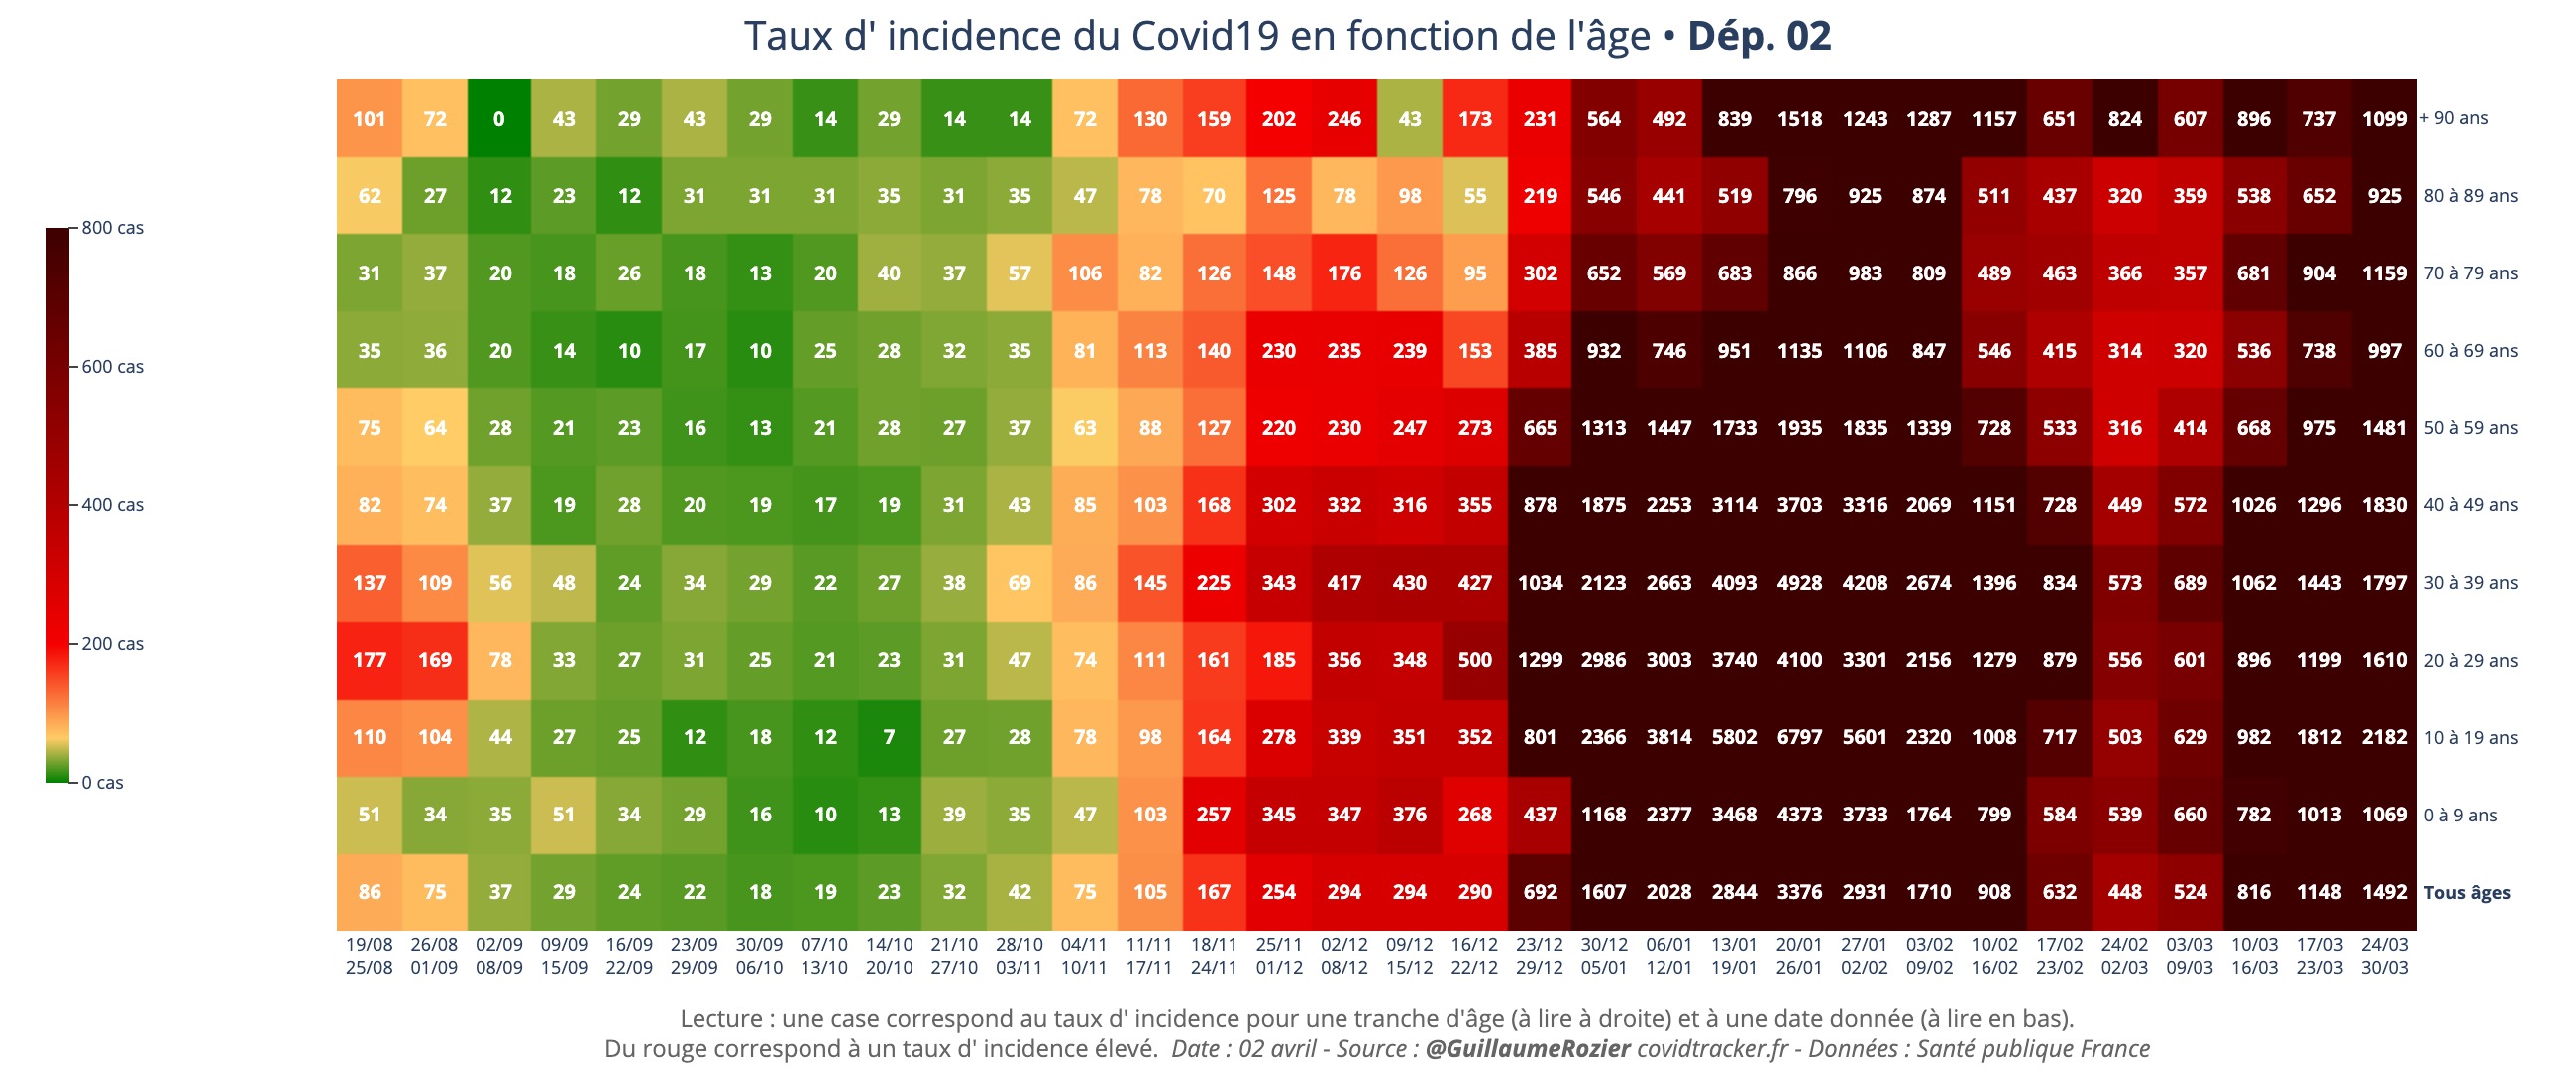 Taux d' incidence du Covid19 en fonction de l'âge • Dép. 02
800 cas
600 cas
400 cas
200 cas
0 cas
101 72 0 43 29 43 29 14 29 14 14 72 130 159 202 246 43 173 231 564 492 839 1518 1243 1287 1157 651 824 607 896 737 1099 + 90 ans
62 27 12 23 12 31 31 31 35 31 35 47 78 70 125 78 98 55 219 546 441 519 796 925 874 511 437 320 359 538 652 925 80 à 89 ans
31 37 20 18 26 18 13 20 40 37 57 106 82 126 148 176 126 95 302 652 569 683 866 983 809 489 463 366 357 681 904 1159 70 à 79 ans
35 36 20 14 10 17 10 25 28 32 35 81 113 140 230 235 239 153 385 932 746 951 1135 1106 847 546 415 314 320 536 738 997 60 à 69 ans
75 64 28 21 23 16 13 21 28 27 37 63 88 127 220 230 247 273 665 1313 1447 1733 1935 1835 1339 728 533 316 414 668 975 1481 50 à 59 ans
82 74 37 19 28 20 19 17 19 31 43 85 103 168 302 332 316 355 878 1875 2253 3114 3703 3316 2069 1151 728 449 572 1026 1296 1830 40 à 49 ans
137 109 56 48 24 34 29 22 27 38 69 86 145 225 343 417 430 427 1034 2123 2663 4093 4928 4208 2674 1396 834 573 689 1062 1443 1797 30 à 39 ans
177 169 78 33 27 31 25 21 23 31 47 74 111 161 185 356 348 500 1299 2986 3003 3740 4100 3301 2156 1279 879 556 601 896 1199 1610 20 à 29 ans
110 104 44 27 25 12 18 12 7 27 28 78 98 164 278 339 351 352 801 2366 3814 5802 6797 5601 2320 1008 717 503 629 982 1812 2182 10 à 19 ans
51 34 35 51 34 29 16 10 13 39 35 47 103 257 345 347 376 268 437 1168 2377 3468 4373 3733 1764 799 584 539 660 782 1013 1069 0 à 9 ans
86 75 37 29 24 22 18 19 23 32 42 75 105 167 254 294 294 290 692 1607 2028 2844 3376 2931 1710 908 632 448 524 816 1148 1492 Tous âges
19/08 26/08 02/09 09/09 16/09 23/09 30/09 07/10 14/10 21/10 28/10 04/11 11/11 18/11 25/11 02/12 09/12 16/12 23/12 30/12 06/01 13/01 20/01 27/01 03/02 10/02 17/02 24/02 03/03 10/03 17/03 24/03
25/08 01/09 08/09 15/09 22/09 29/09 06/10 13/10 20/10 27/10 03/11 10/11 17/11 24/11 01/12 08/12 15/12 22/12 29/12 05/01 12/01 19/01 26/01 02/02 09/02 16/02 23/02 02/03 09/03 16/03 23/03 30/03
Lecture : une case correspond au taux d' incidence pour une tranche d'âge (à lire à droite) et à une date donnée (à lire en bas).
Du rouge correspond à un taux d' incidence élevé. Date : 02 avril - Source : @GuillaumeRozier covidtracker.fr - Données : Santé publique France